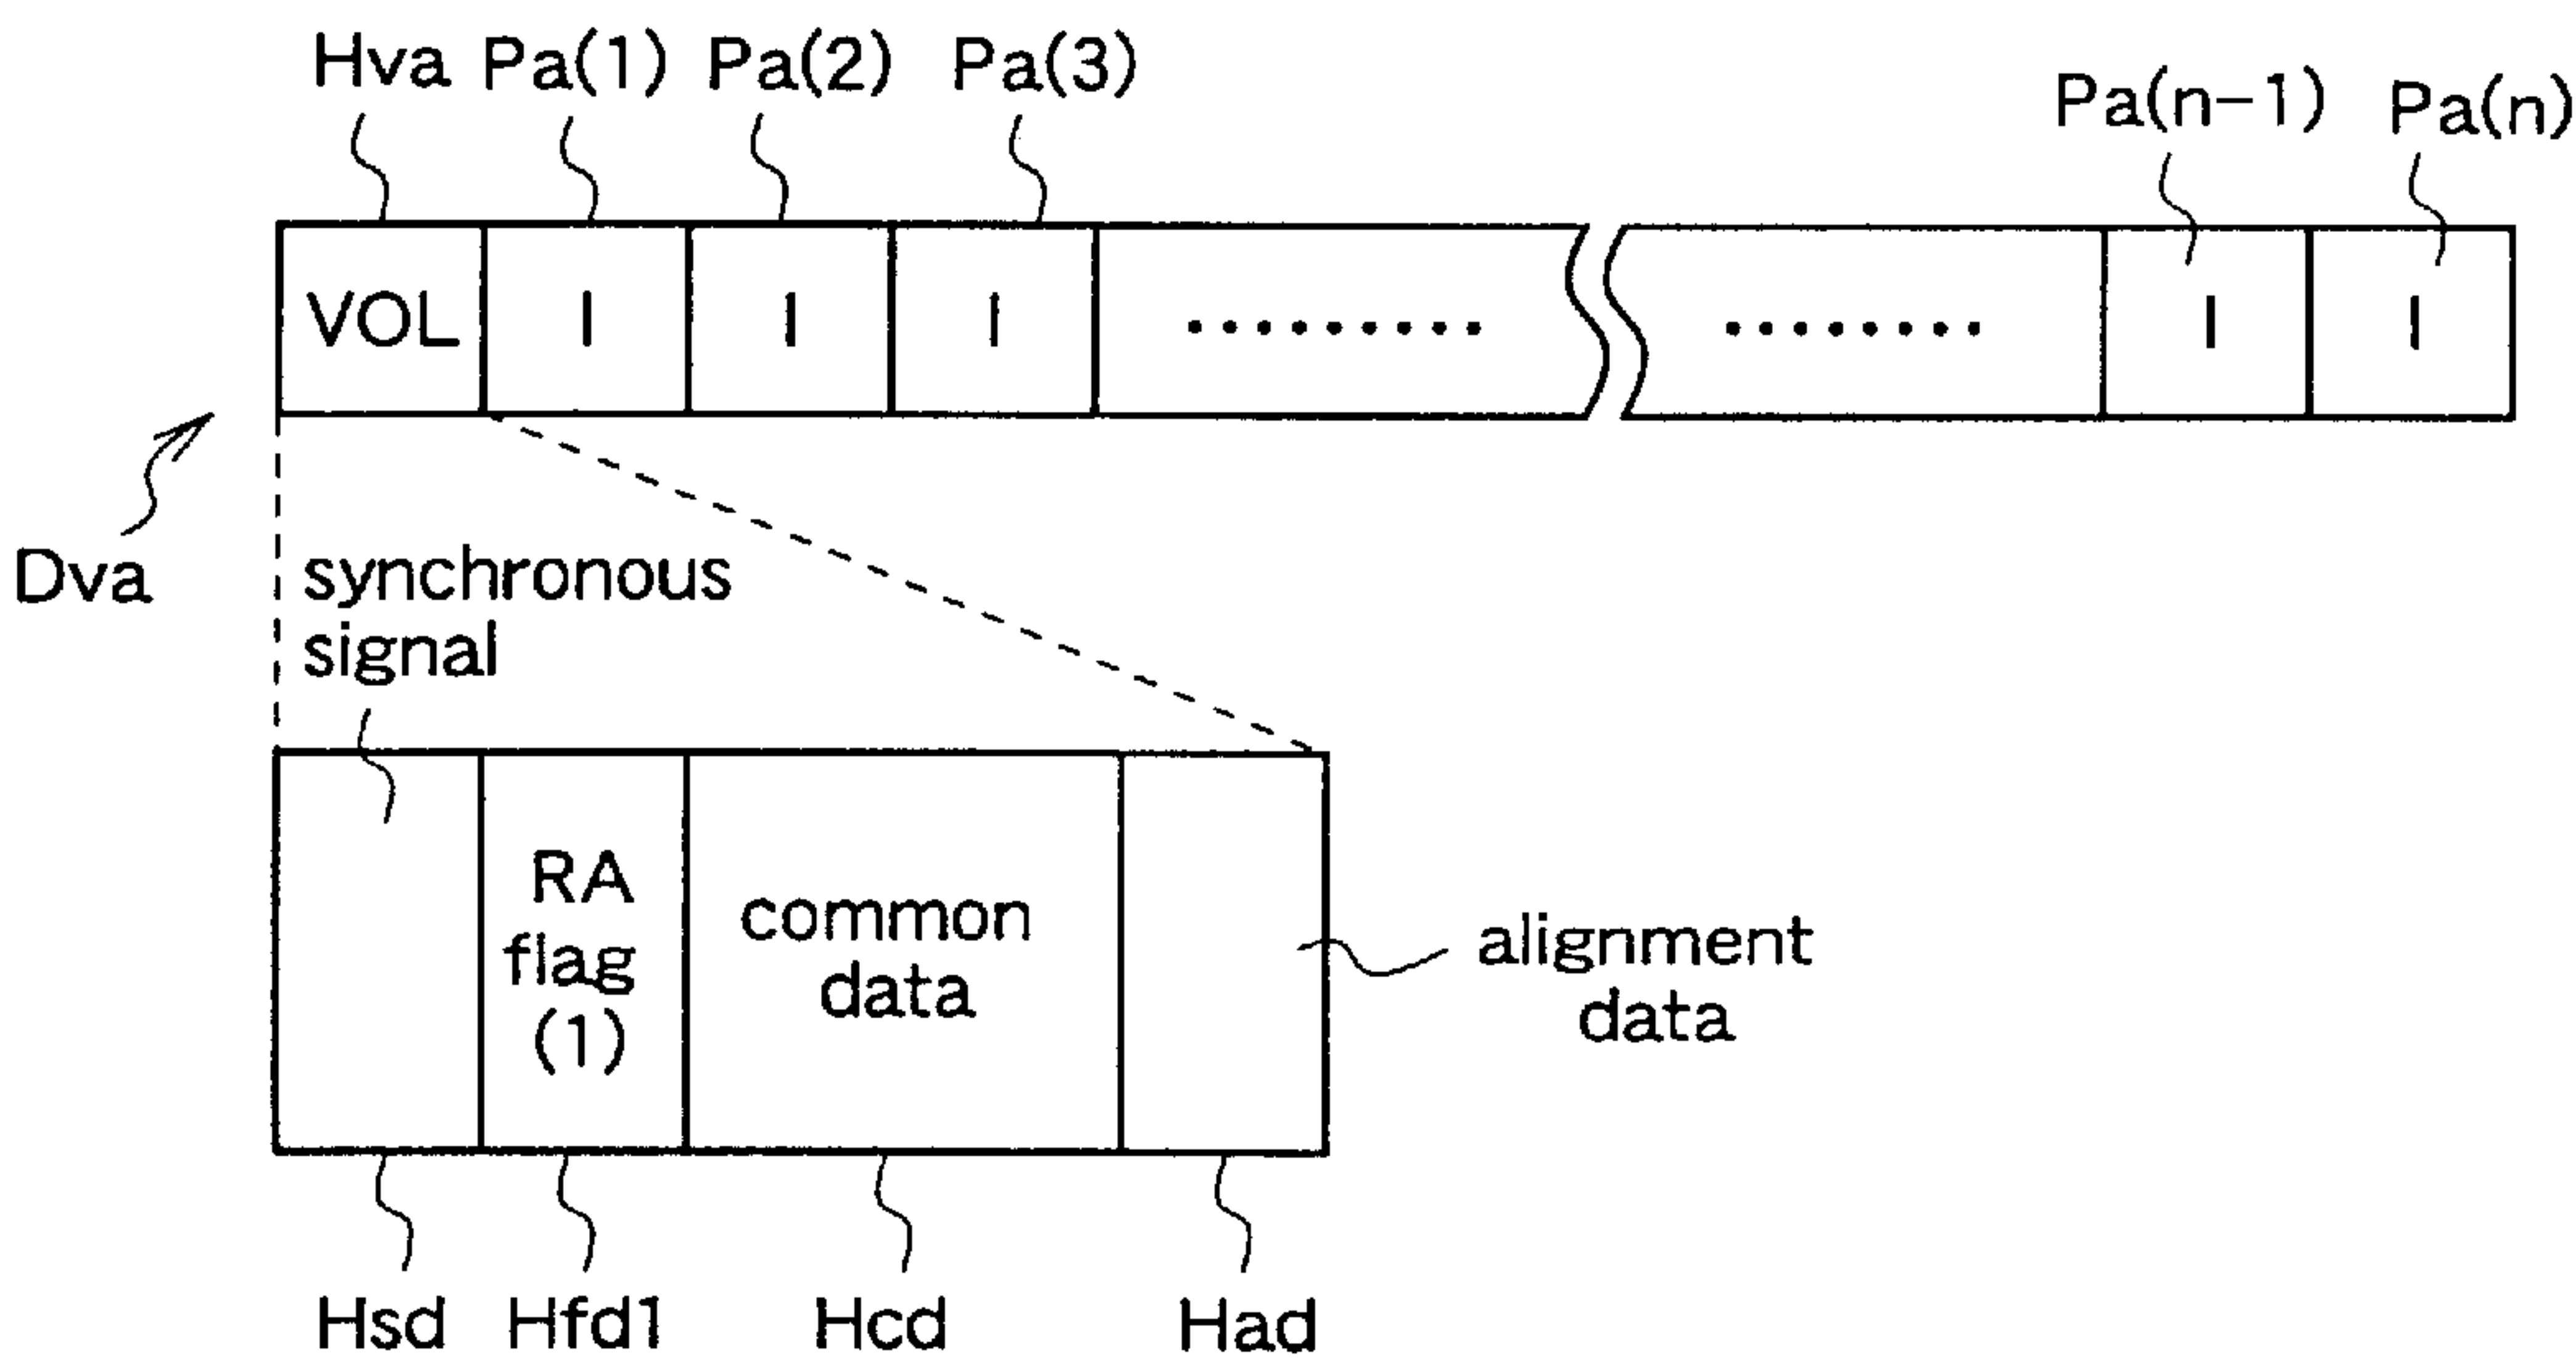 Hva Pa(1) Pa(2) Pa(3) Pa(n-1) Pa(n)
VOL I I I ......... ........ I I
Dva
synchronous
signal
RA
flag
(1)
common
data
alignment
data
Hsd Hfd1 Hcd Had